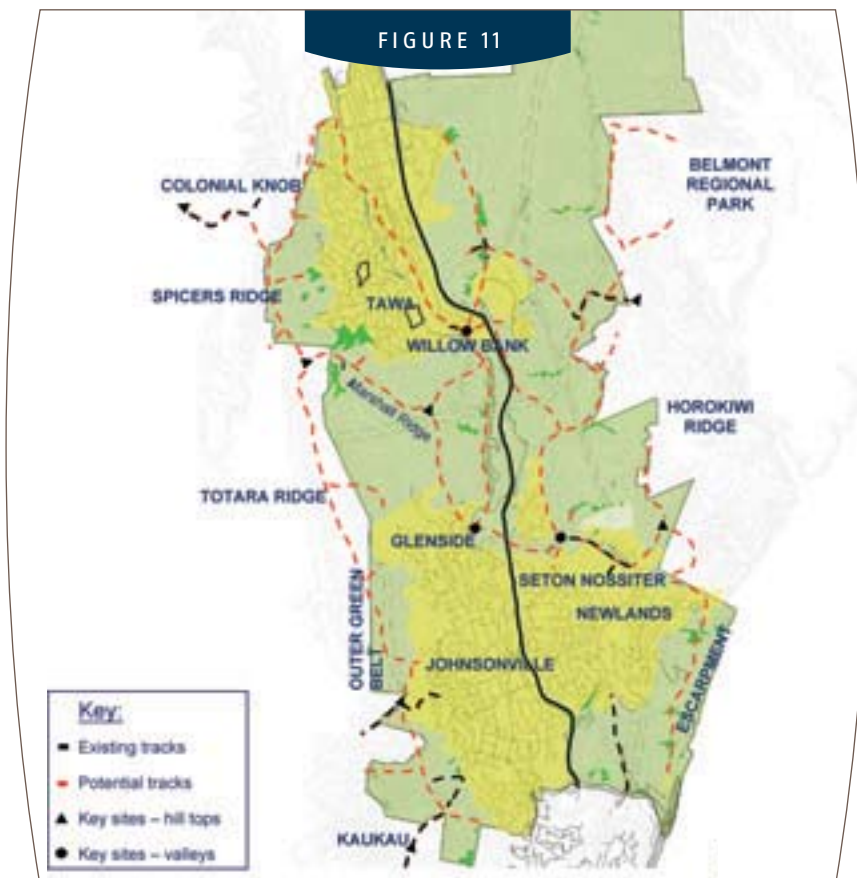 FIGURE 11
BELMONT
REGIONAL
PARK
COLONIAL KNOB
SPICERS RIDGE
TAWA
WILLOW BANK
Marshall Ridge
HOROKIWI
RIDGE
TOTARA RIDGE
GLENSIDE
SETON NOSSITER
NEWLANDS
OUTER GREEN
BELT
JOHNSONVILLE
ESCARPMENT
KAUKAU
Key:
Existing tracks
Potential tracks
Key sites – hill tops
Key sites – valleys